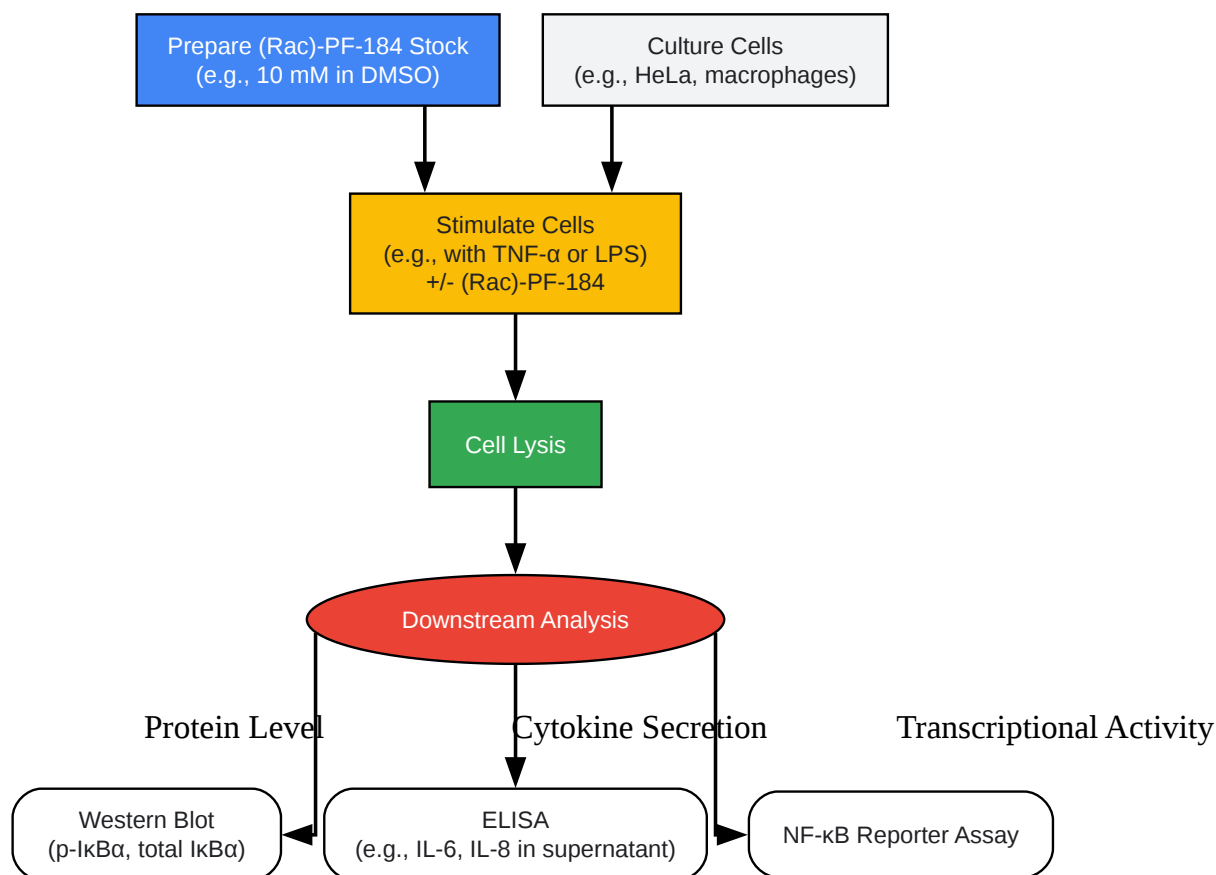 Prepare (Rac)-PF-184 Stock
(e.g., 10 mM in DMSO)
Culture Cells
(e.g., HeLa, macrophages)
Stimulate Cells
(e.g., with TNF-α or LPS)
+/- (Rac)-PF-184
Cell Lysis
Downstream Analysis
Protein Level
Cytokine Secretion
Transcriptional Activity
Western Blot
(p-IκBα, total IκBα)
ELISA
(e.g., IL-6, IL-8 in supernatant)
NF-κB Reporter Assay